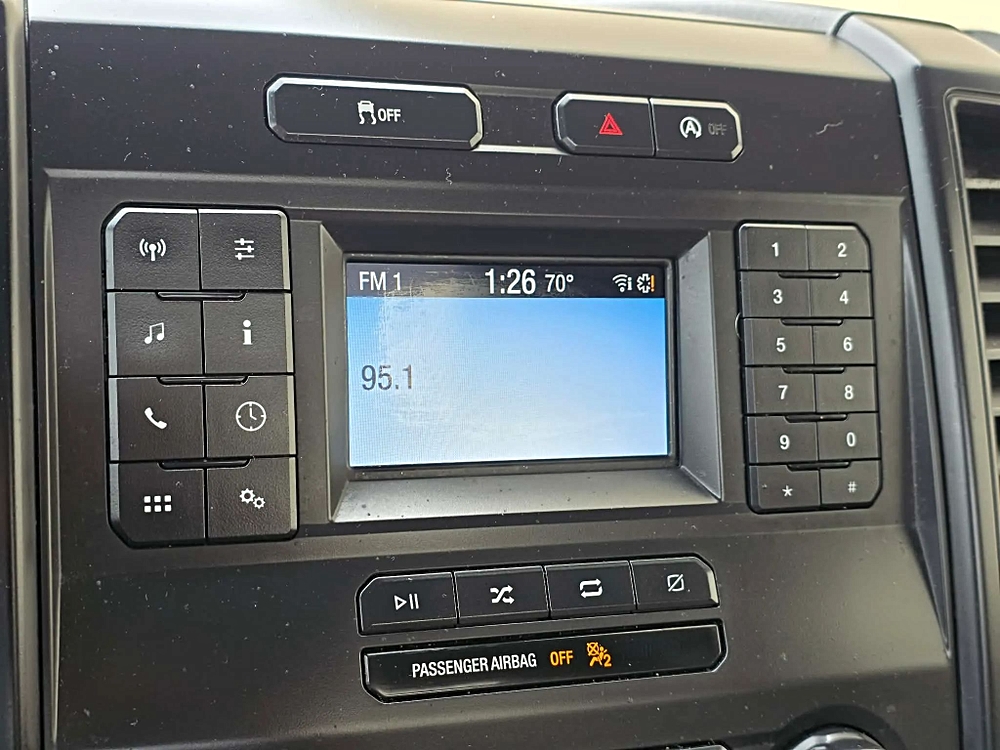 OFF
A OFF
FM 1 1:26 70° i !
95.1
i
1 2
3 4
5 6
7 8
9 0
* #
PASSENGER AIRBAG OFF 2